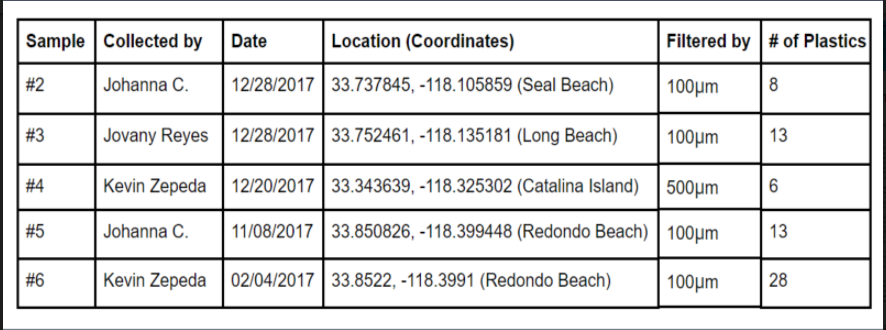 Sample Collected by Date Location (Coordinates) Filtered by # of Plastics
#2 Johanna C. 12/28/2017 33.737845, -118.105859 (Seal Beach) 100μm 8
#3 Jovany Reyes 12/28/2017 33.752461, -118.135181 (Long Beach) 100μm 13
#4 Kevin Zepeda 12/20/2017 33.343639, -118.325302 (Catalina Island) 500μm 6
#5 Johanna C. 11/08/2017 33.850826, -118.399448 (Redondo Beach) 100μm 13
#6 Kevin Zepeda 02/04/2017 33.8522, -118.3991 (Redondo Beach) 100μm 28